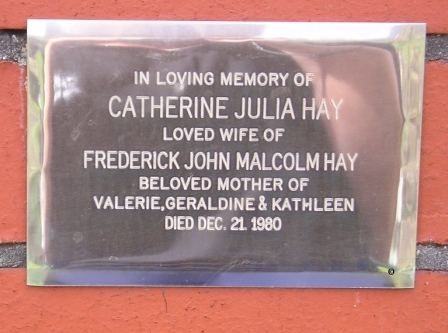 IN LOVING MEMORY OF
CATHERINE JULIA HAY
LOVED WIFE OF
FREDERICK JOHN MALCOLM HAY
BELOVED MOTHER OF
VALERIE, GERALDINE & KATHLEEN
DIED DEC. 21. 1980